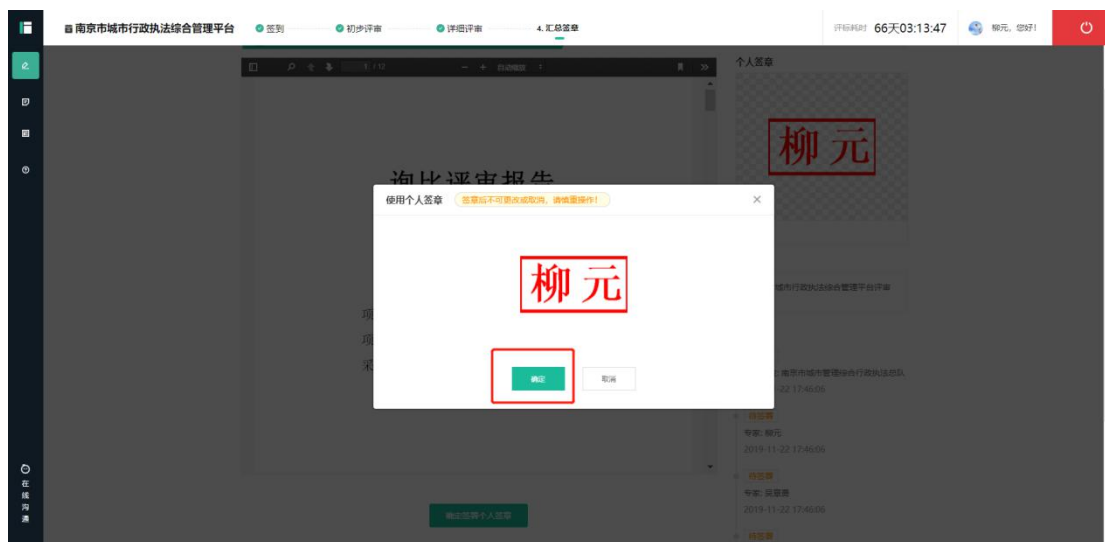 南京市城市行政执法综合管理平台
签到
初步评审
详细评审
4. 汇总签章
评标耗时 66天03:13:47
柳元，您好！
1 / 12
自动缩放
个人签章
柳元
询比评审报告
使用个人签章
签章后不可更改或取消，请慎重操作！
柳元
城市行政执法综合管理平台评审
项
项
采
确定
取消
: 南京市城市管理综合行政执法总队
-22 17:46:06
待签章
专家: 柳元
2019-11-22 17:46:06
待签章
2019-11-22 17:46:06
待签章
确定签署个人签章
在线沟通